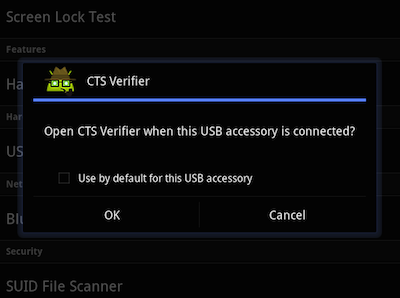 Screen Lock Test
Features
Ha
CTS Verifier
Har
Open CTS Verifier when this USB accessory is connected?
US
Use by default for this USB accessory
Net
OK
Cancel
Blu
Security
SUID File Scanner